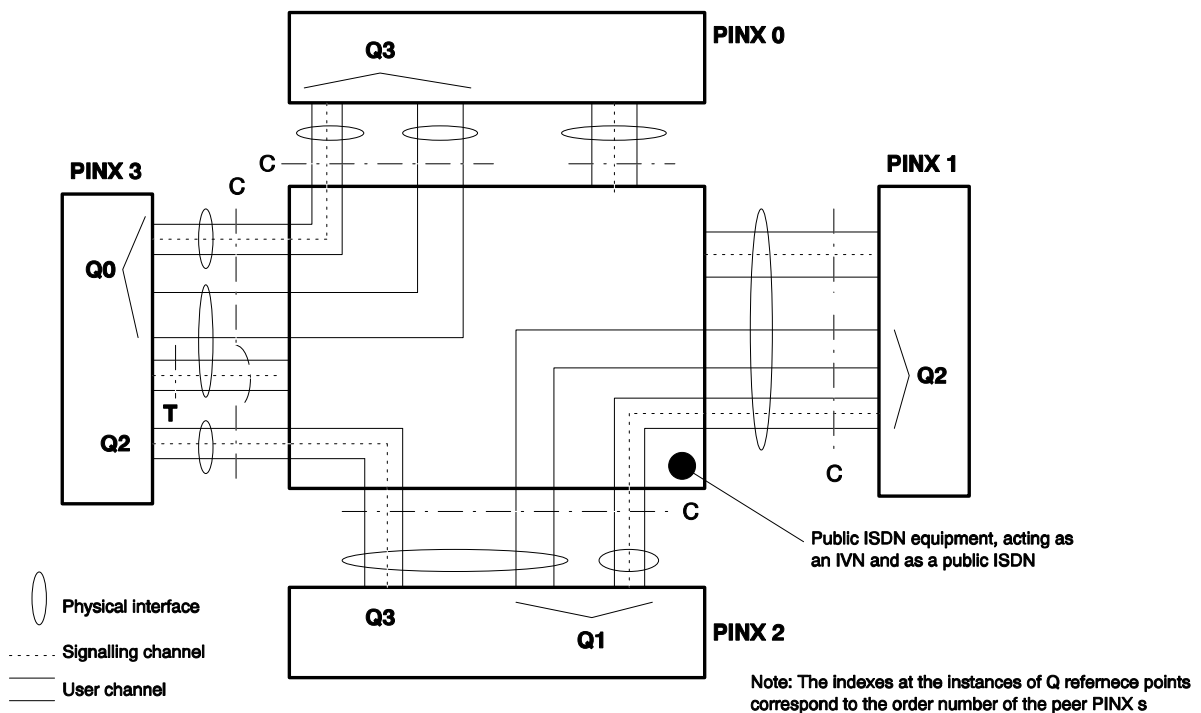 PINX 0
Q3
C
PINX 3
C
PINX 1
Q0
Q2
T
Q2
C
C
Public ISDN equipment, acting as
an IVN and as a public ISDN
Physical interface
Q3
Q1
PINX 2
Signalling channel
User channel
Note: The indexes at the instances of Q refernece points
correspond to the order number of the peer PINX s